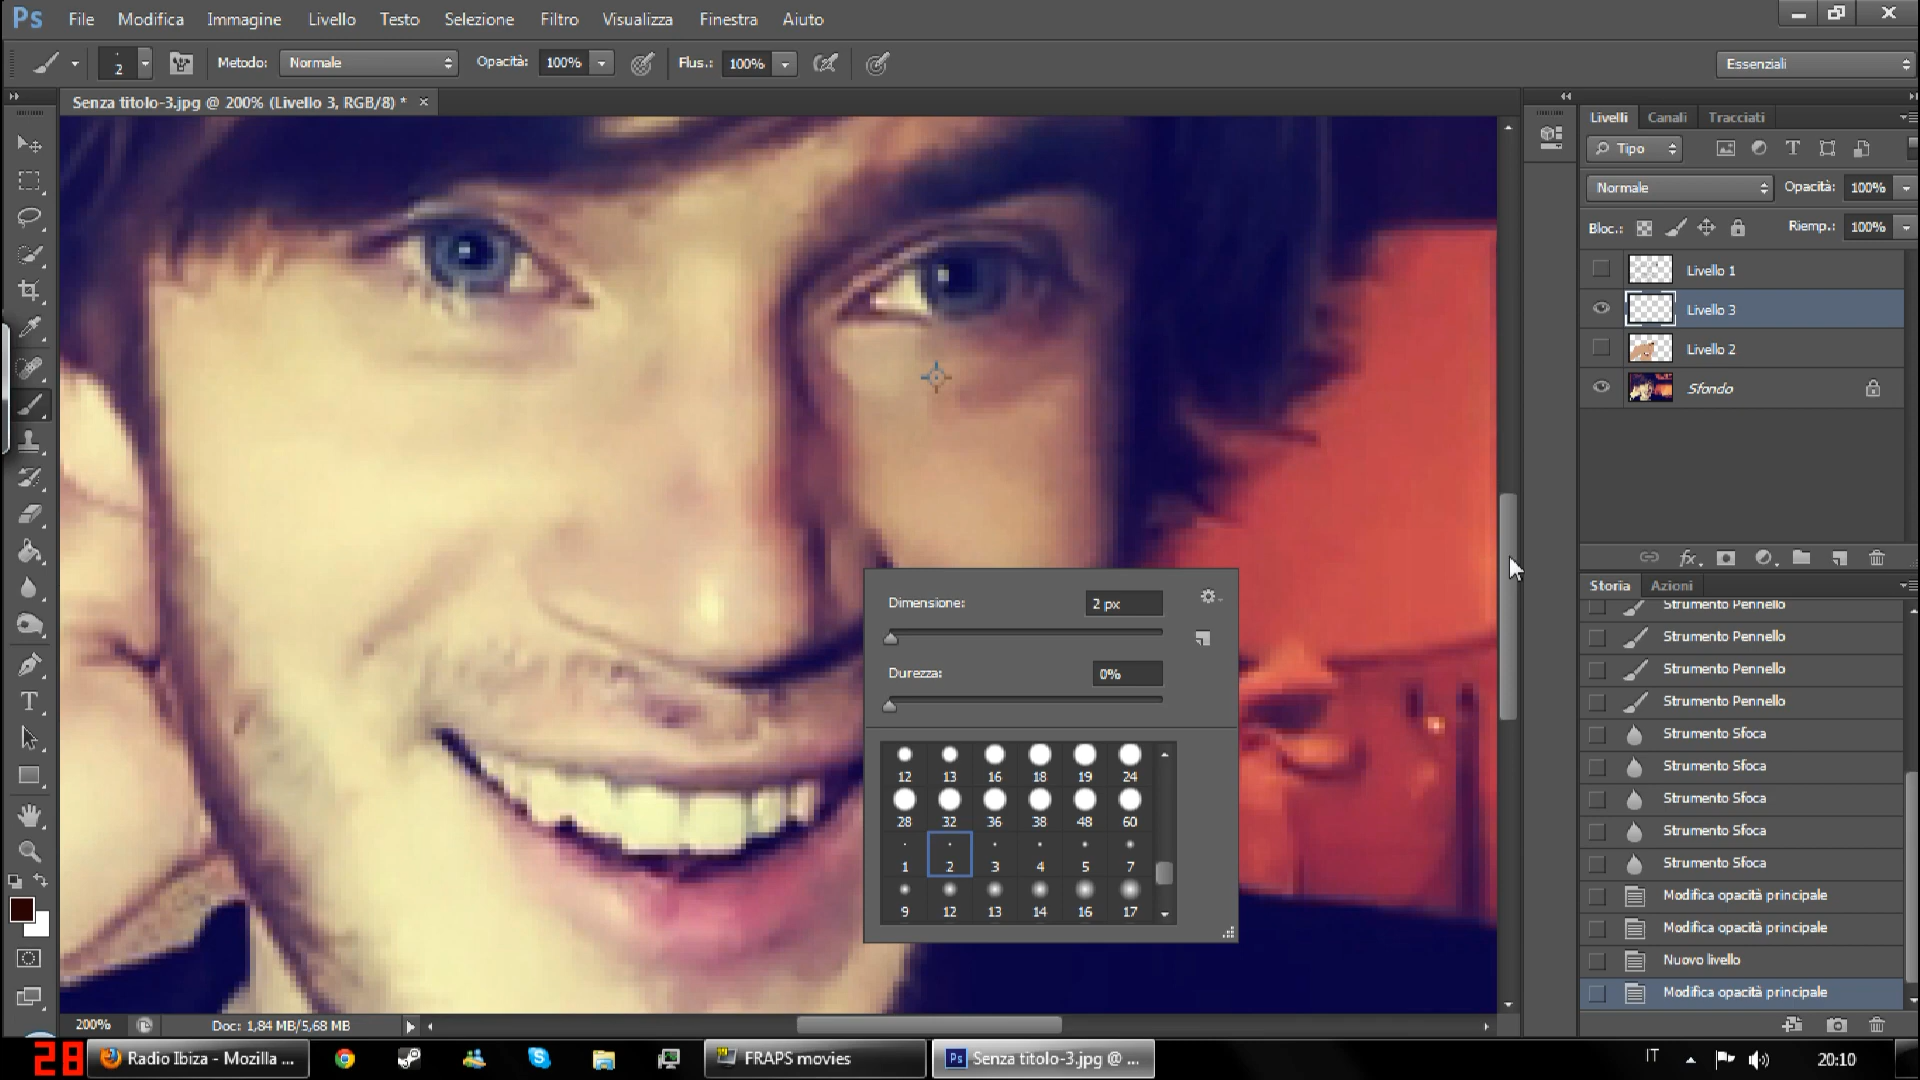 Ps File Modifica Immagine Livello Testo Selezione Filtro Visualizza Finestra Aiuto
2 Metodo: Normale Opacità: 100% Flus.: 100% Essenziali
Senza titolo-3.jpg @ 200% (Livello 3, RGB/8) * ×
Livelli Canali Tracciati
Tipo
Normale Opacità: 100%
Bloc.: Riemp.: 100%
Livello 1
Livello 3
Livello 2
Sfondo
Storia Azioni
Strumento Pennello
Strumento Pennello
Strumento Pennello
Strumento Pennello
Strumento Sfoca
Strumento Sfoca
Strumento Sfoca
Strumento Sfoca
Strumento Sfoca
Modifica opacità principale
Modifica opacità principale
Nuovo livello
Modifica opacità principale
Dimensione: 2 px
Durezza: 0%
12 13 16 18 19 24
28 32 36 38 48 60
1 2 3 4 5 7
9 12 13 14 16 17
200% Doc: 1,84 MB/5,68 MB
28 Radio Ibiza - Mozilla ... FRAPS movies Ps Senza titolo-3.jpg @ ... IT 20:10